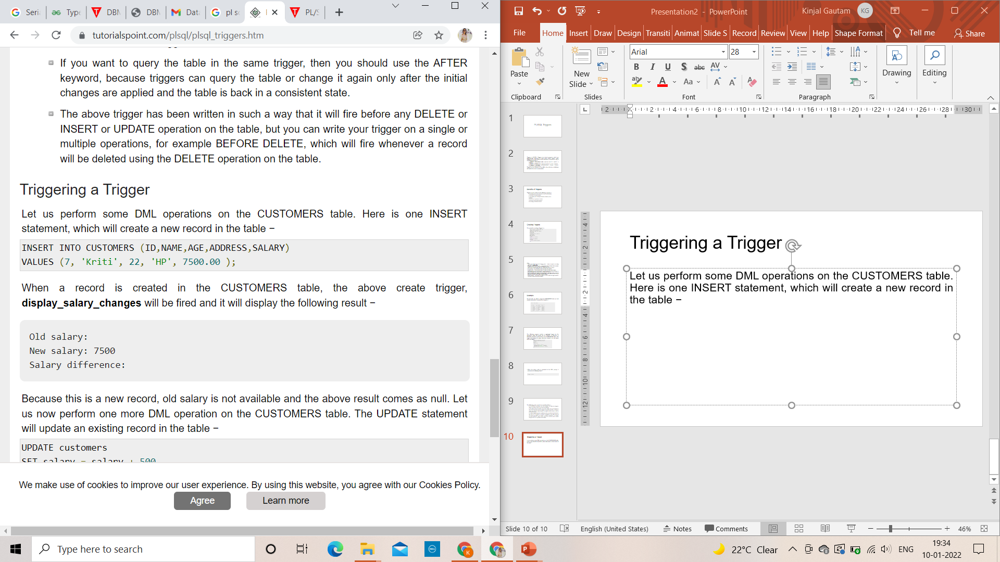 Seri
Type
DBM
DBM
Data
pl so
PL/S
tutorialspoint.com/plsql/plsql_triggers.htm
If you want to query the table in the same trigger, then you should use the AFTER
keyword, because triggers can query the table or change it again only after the initial
changes are applied and the table is back in a consistent state.
The above trigger has been written in such a way that it will fire before any DELETE or
INSERT or UPDATE operation on the table, but you can write your trigger on a single or
multiple operations, for example BEFORE DELETE, which will fire whenever a record
will be deleted using the DELETE operation on the table.
Triggering a Trigger
Let us perform some DML operations on the CUSTOMERS table. Here is one INSERT
statement, which will create a new record in the table −
INSERT INTO CUSTOMERS (ID,NAME,AGE,ADDRESS,SALARY)
VALUES (7, 'Kriti', 22, 'HP', 7500.00 );
When a record is created in the CUSTOMERS table, the above create trigger,
display_salary_changes will be fired and it will display the following result −
Old salary:
New salary: 7500
Salary difference:
Because this is a new record, old salary is not available and the above result comes as null. Let
us now perform one more DML operation on the CUSTOMERS table. The UPDATE statement
will update an existing record in the table −
UPDATE customers
SET salary = salary + 500
We make use of cookies to improve our user experience. By using this website, you agree with our Cookies Policy.
Agree
Learn more
Presentation2 - PowerPoint
Kinjal Gautam
KG
File Home Insert Draw Design Transiti Animat Slide S Record Review View Help Shape Format Tell me Share
Paste
New
Slide
Arial
28
B I U S abc AV
Aa
Drawing
Editing
Clipboard
Slides
Font
Paragraph
1
2
3
4
5
6
7
8
9
10
Triggering a Trigger
Let us perform some DML operations on the CUSTOMERS table.
Here is one INSERT statement, which will create a new record in
the table −
Slide 10 of 10
English (United States)
Notes
Comments
46%
Type here to search
22°C Clear
ENG
19:34
10-01-2022